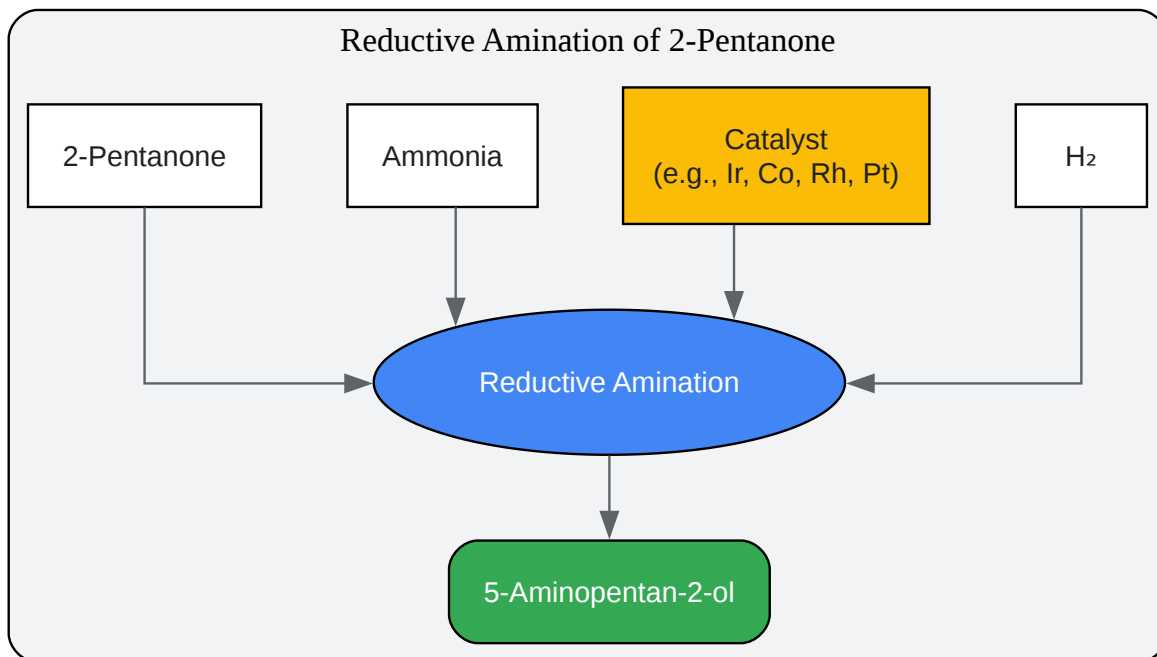 Reductive Amination of 2-Pentanone
2-Pentanone
Ammonia
Catalyst
(e.g., Ir, Co, Rh, Pt)
H₂
Reductive Amination
5-Aminopentan-2-ol